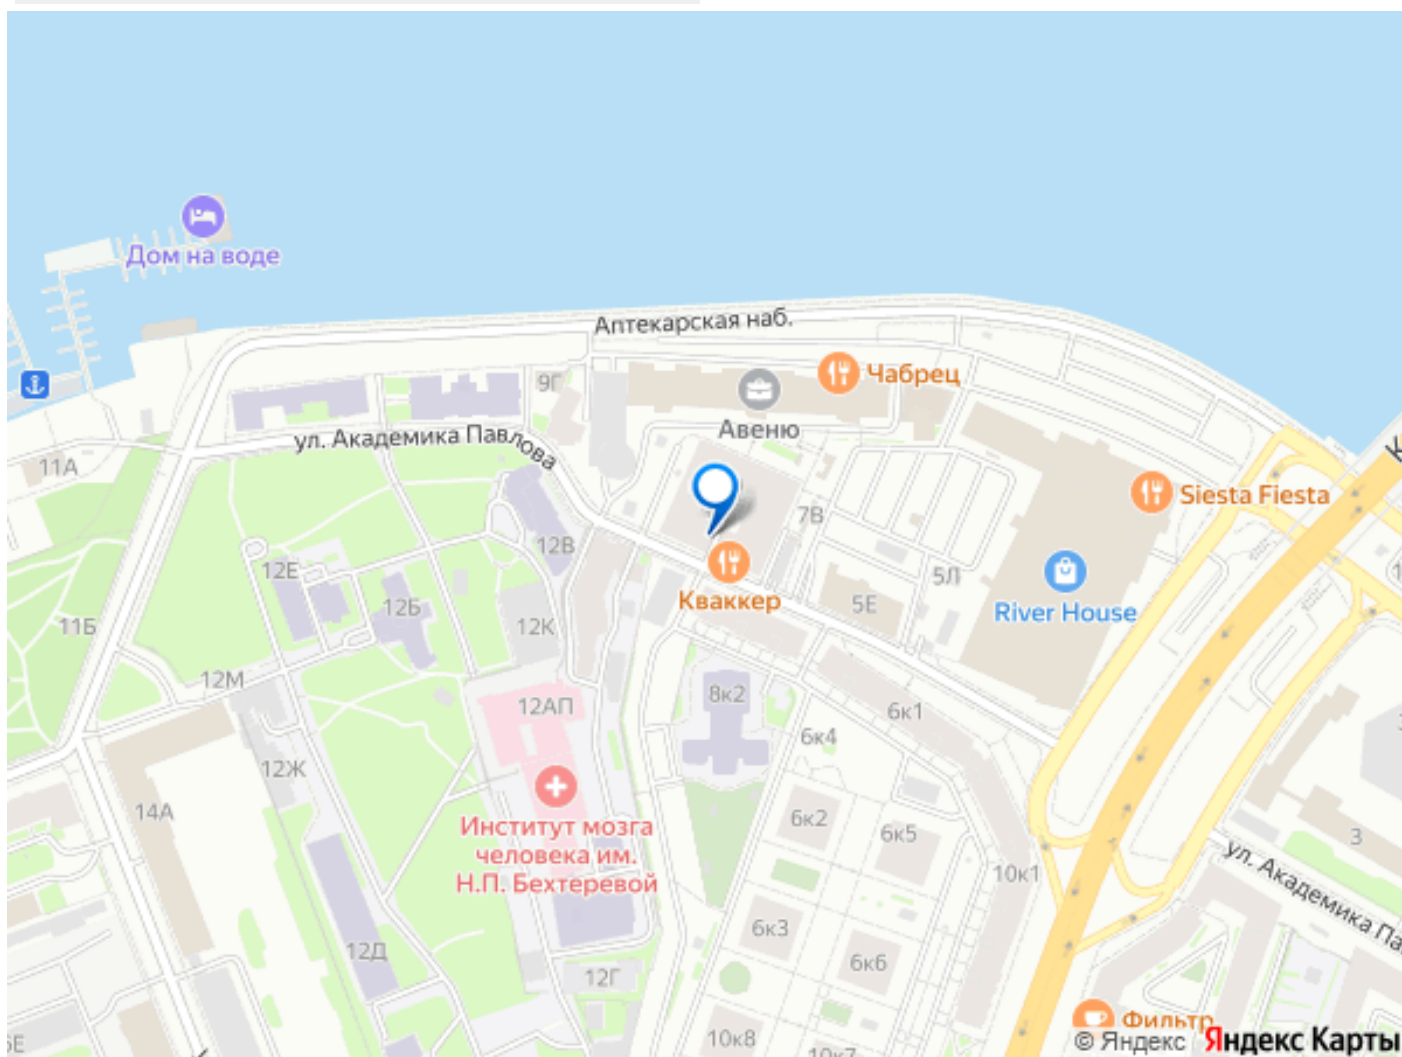 Дом на воде
Аптекарская наб.
9Г
Чабрец
Авеню
ул. Академика Павлова
11А
Siesta Fiesta
7В
12В
12Е
5Л
12Б
5Е
Кваккер
River House
11Б
12К
12М
8к2
12АП
6к1
6к4
12Ж
14А
6к2
6к5
3
Институт мозга
человека им.
Н.П. Бехтеревой
10к1
ул. Академика Па
6к3
12Д
6к6
12Г
Фильтр
10к8
10к7
© Яндекс Яндекс Карты